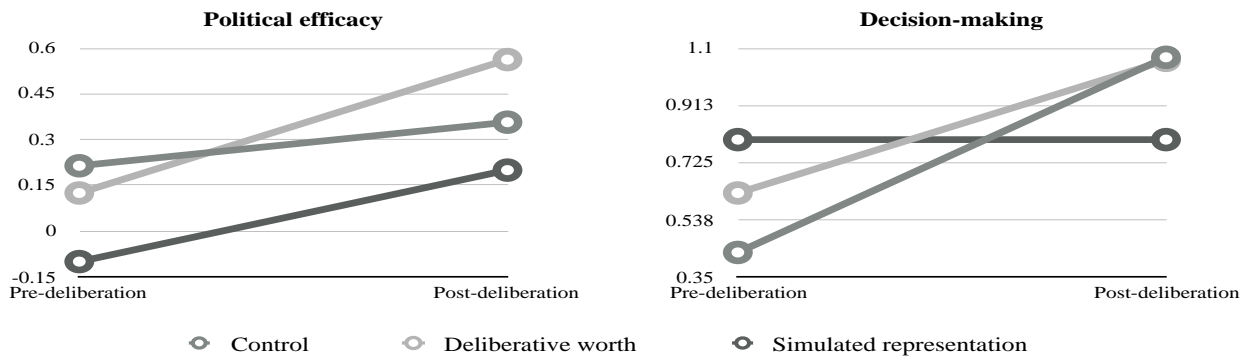 Political efficacy
0.6
0.45
0.3
0.15
0
-0.15
Pre-deliberation Post-deliberation
Decision-making
1.1
0.913
0.725
0.538
0.35
Pre-deliberation Post-deliberation
Control Deliberative worth Simulated representation